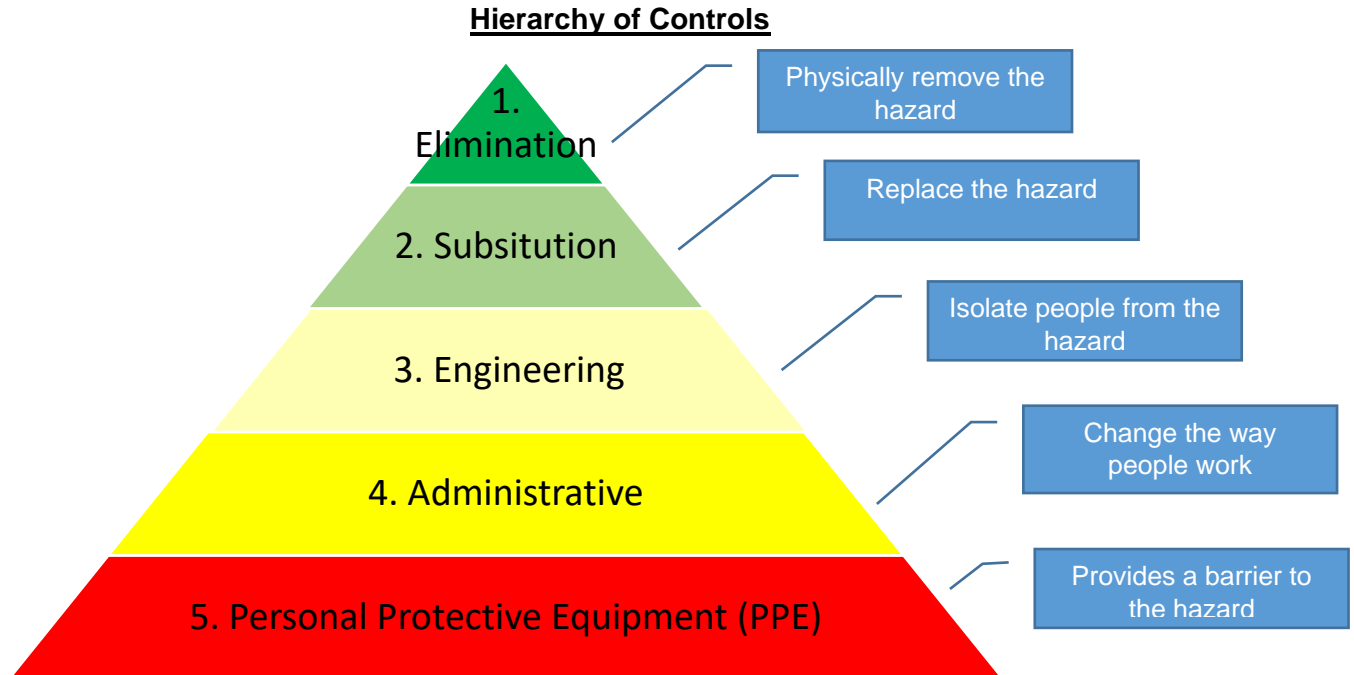 Hierarchy of Controls
1.
Elimination
Physically remove the
hazard
2. Subsitution
Replace the hazard
3. Engineering
Isolate people from the
hazard
4. Administrative
Change the way
people work
5. Personal Protective Equipment (PPE)
Provides a barrier to
the hazard